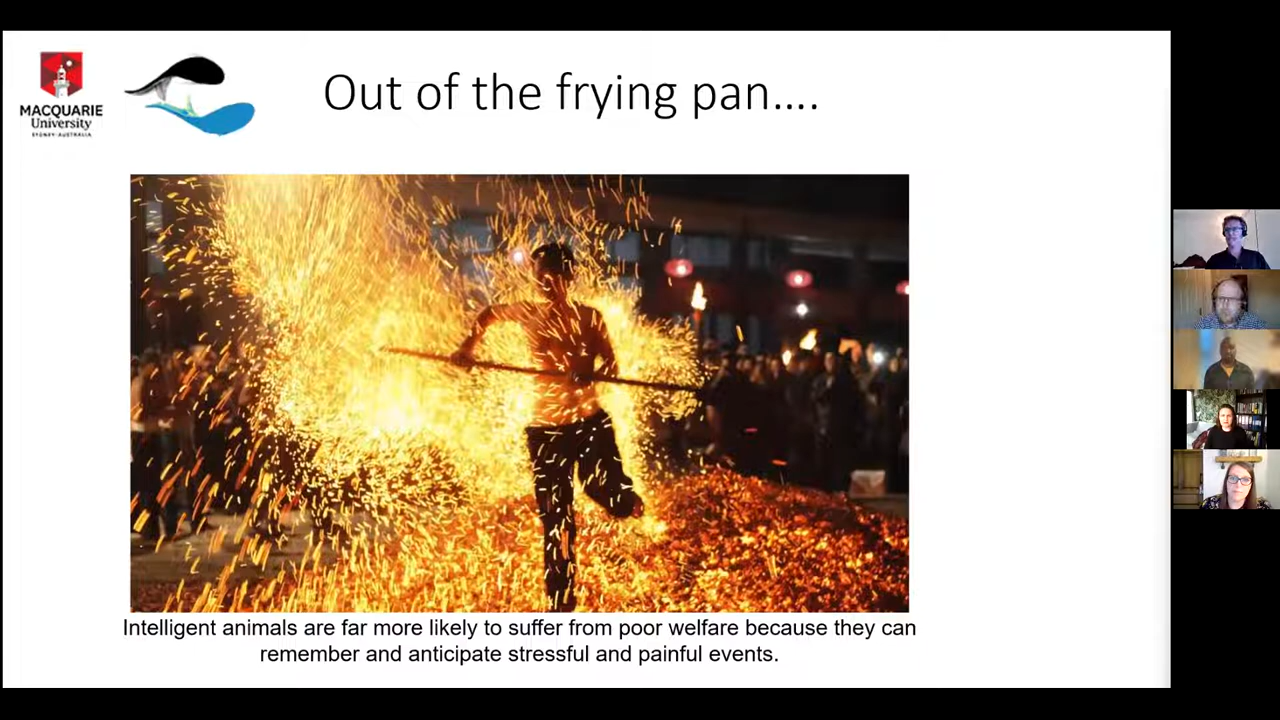 MACQUARIE
University
SYDNEY·AUSTRALIA
Out of the frying pan....
Intelligent animals are far more likely to suffer from poor welfare because they can
remember and anticipate stressful and painful events.